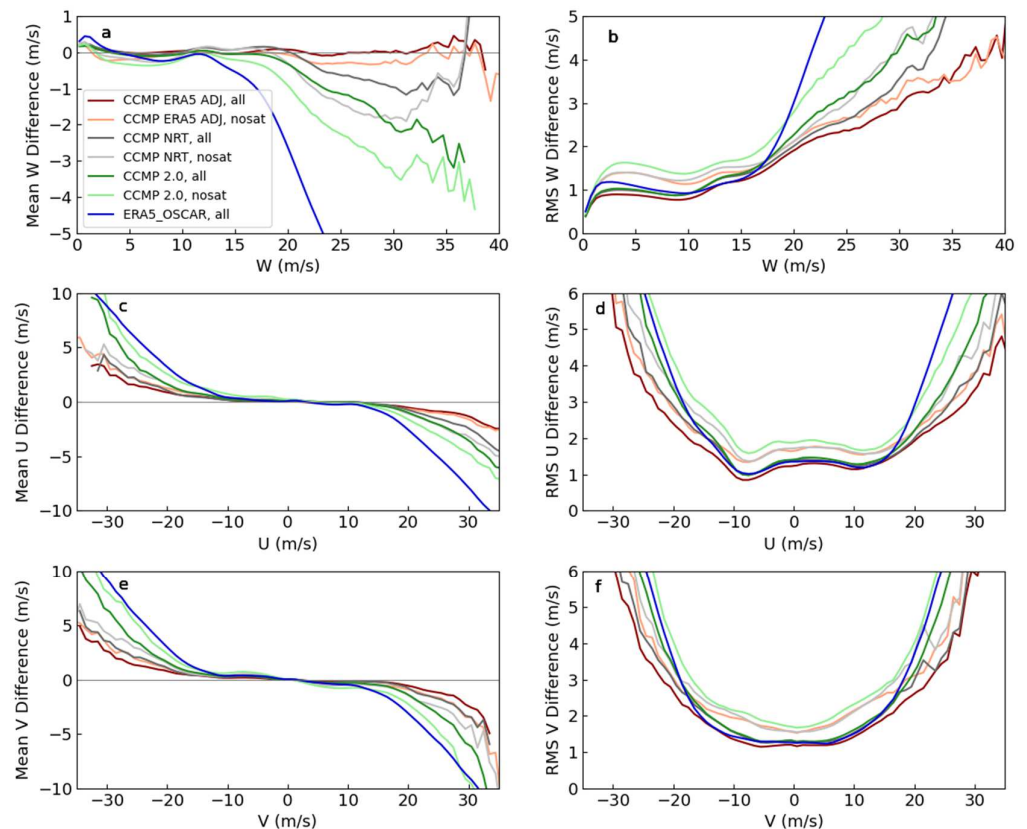 a
1
0
−1
−2
−3
−4
−5
Mean W Difference (m/s)
CCMP ERA5 ADJ, all
CCMP ERA5 ADJ, nosat
CCMP NRT, all
CCMP NRT, nosat
CCMP 2.0, all
CCMP 2.0, nosat
ERA5_OSCAR, all
0 5 10 15 20 25 30 35 40
W (m/s)
b
5
4
3
2
1
0
RMS W Difference (m/s)
0 5 10 15 20 25 30 35 40
W (m/s)
c
10
5
0
−5
−10
Mean U Difference (m/s)
−30 −20 −10 0 10 20 30
U (m/s)
d
6
5
4
3
2
1
0
RMS U Difference (m/s)
−30 −20 −10 0 10 20 30
U (m/s)
e
10
5
0
−5
−10
Mean V Difference (m/s)
−30 −20 −10 0 10 20 30
V (m/s)
f
6
5
4
3
2
1
0
RMS V Difference (m/s)
−30 −20 −10 0 10 20 30
V (m/s)